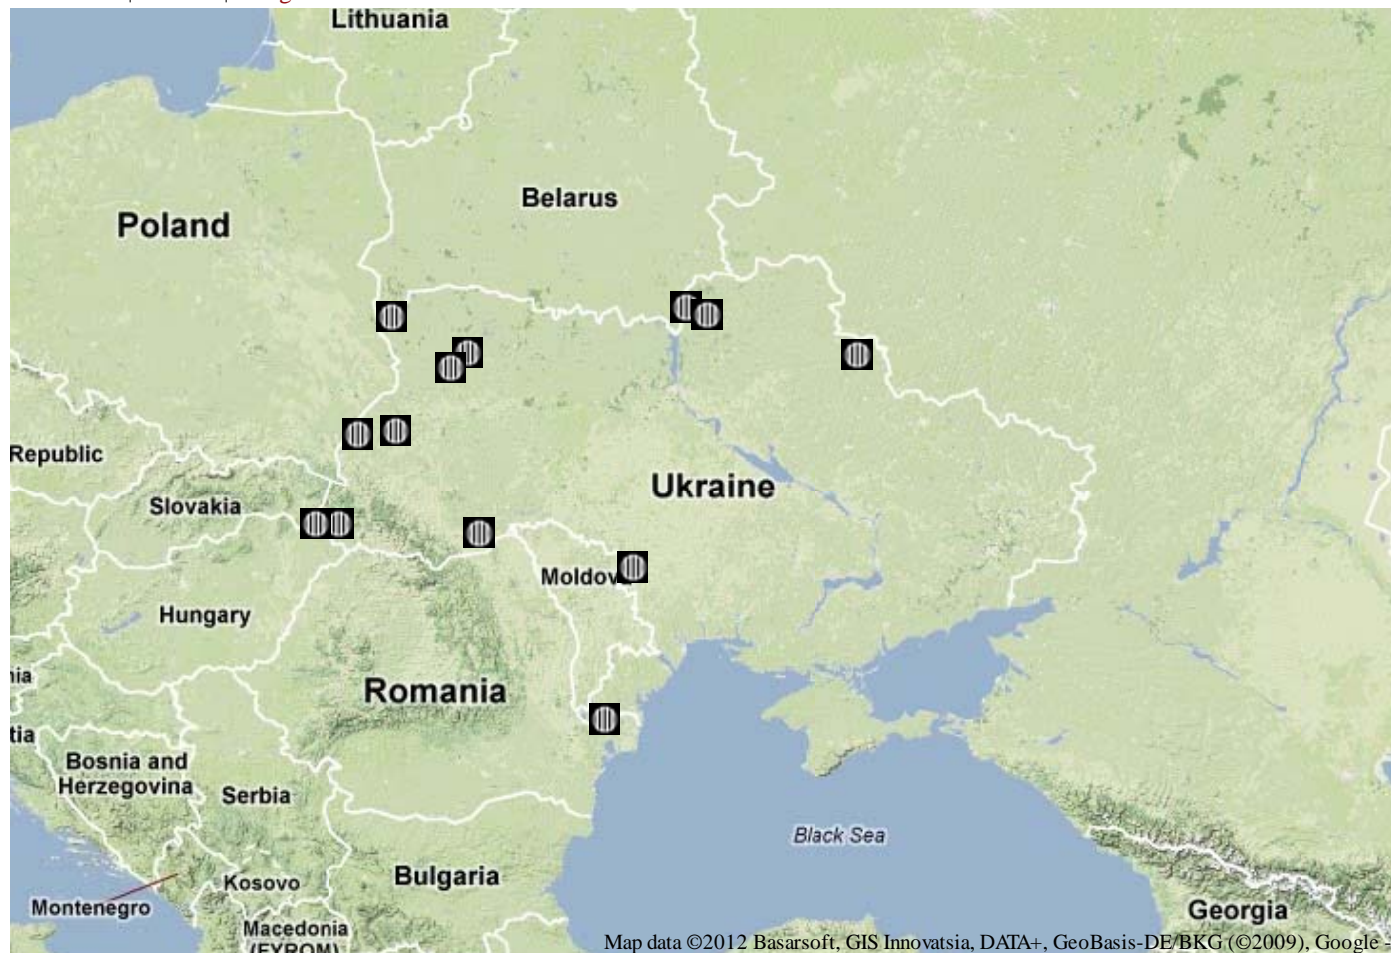 Lithuania
Belarus
Poland
Republic
Slovakia
Ukraine
Moldov
Hungary
Romania
Bosnia and
Herzegovina
Serbia
Black Sea
Kosovo
Bulgaria
Montenegro
Macedonia
(FYROM)
Georgia
Map data ©2012 Basarsoft, GIS Innovatsia, DATA+, GeoBasis-DE/BKG (©2009), Google -